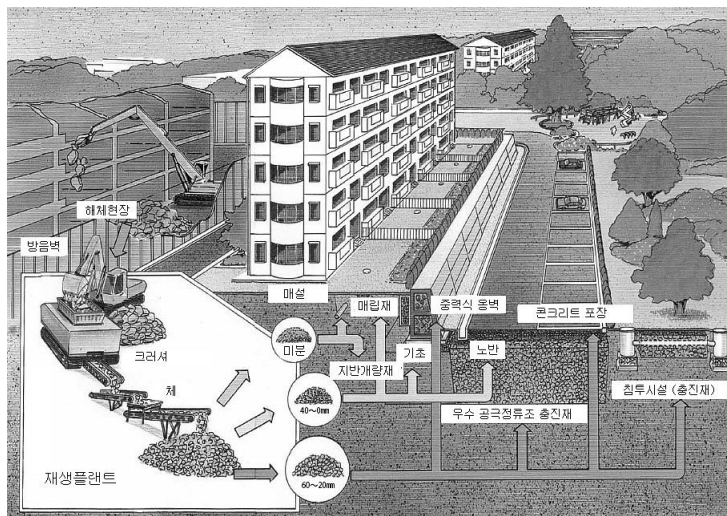 해체현장
방음벽
매설
매립재
중력식 옹벽
콘크리트 포장
크러셔
미분
기초
노반
지반개량재
체
침투시설 (충진재)
40~0mm
우수 공극정류조 충진재
재생플랜트
60~20mm